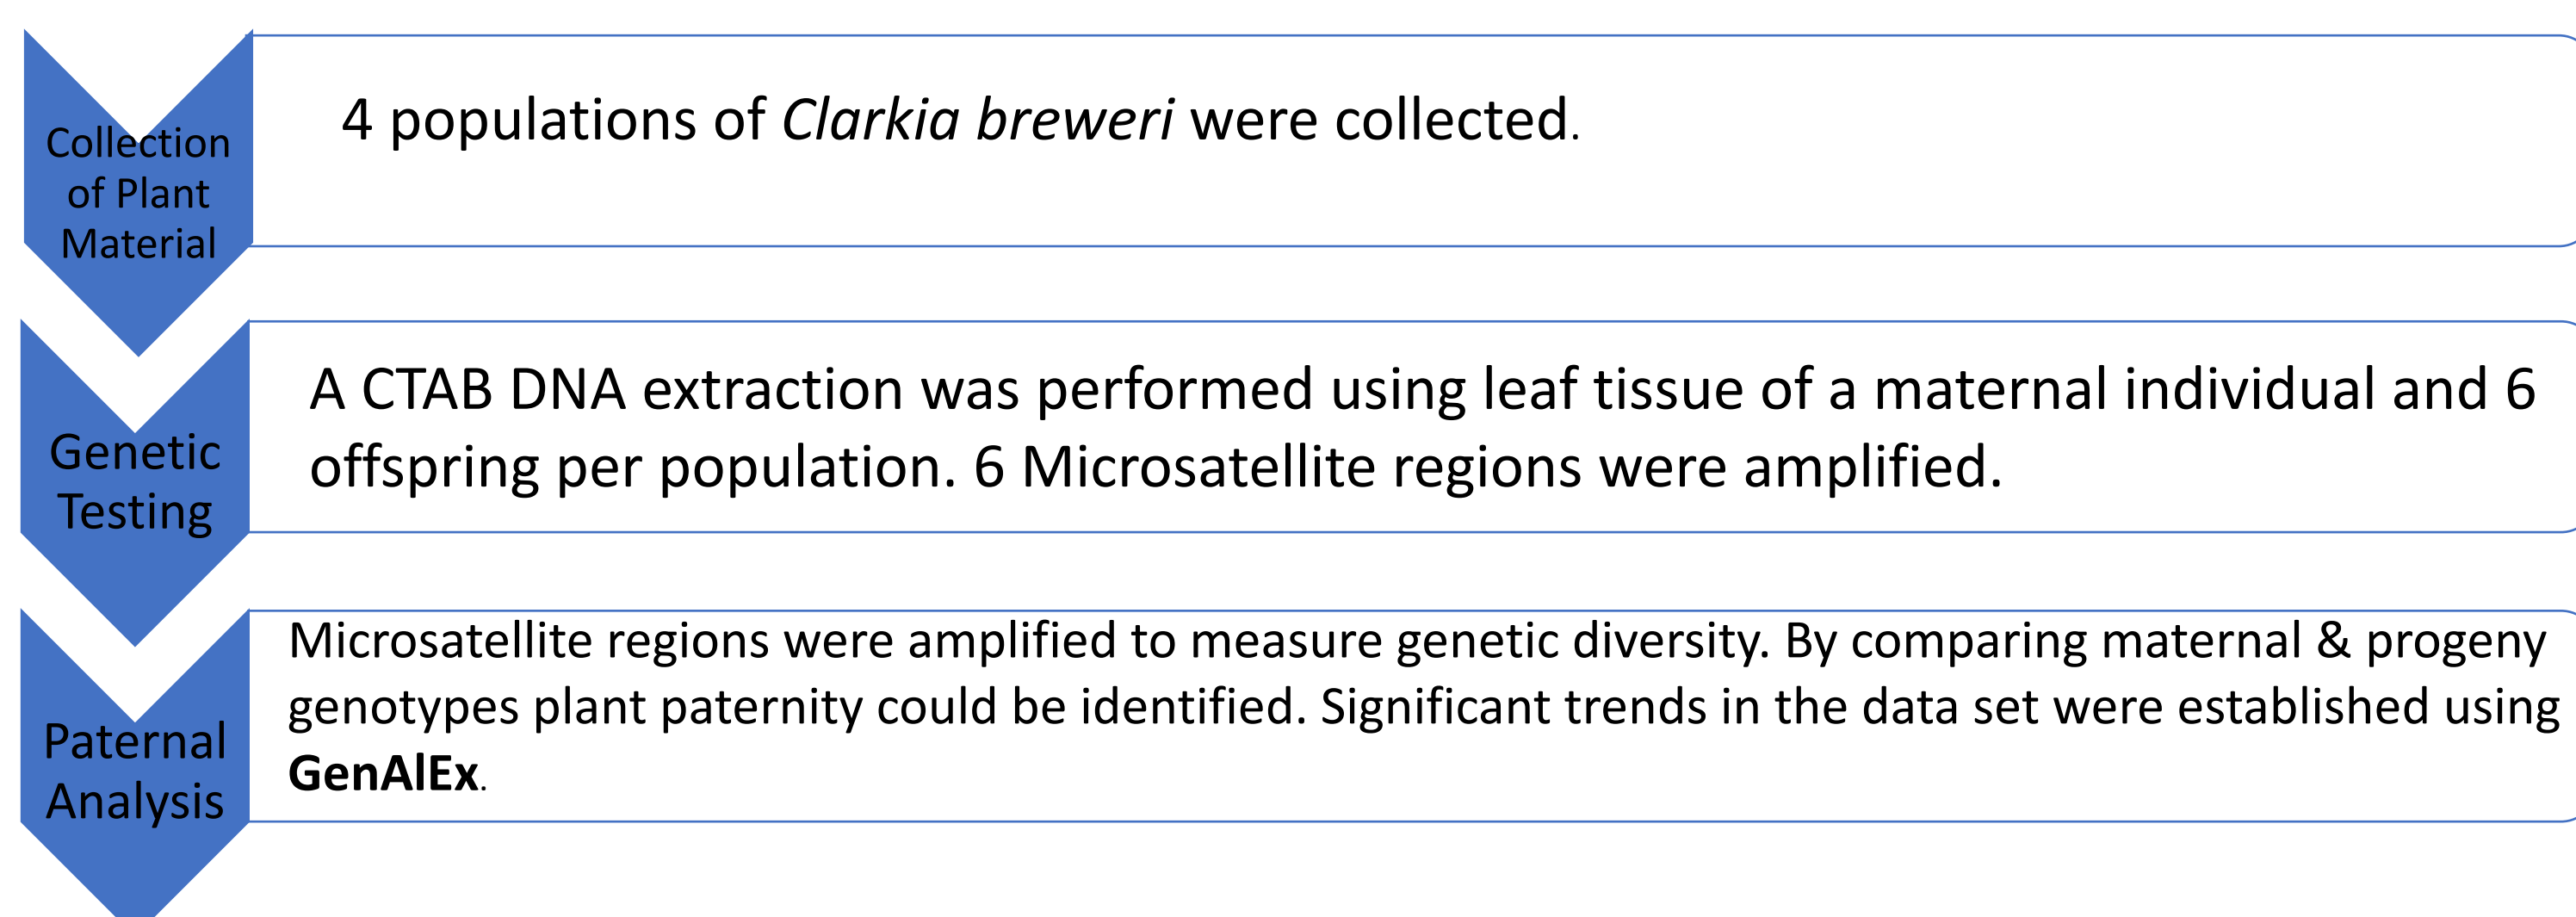 Collection
of Plant
Material
4 populations of Clarkia breweri were collected.
Genetic
Testing
A CTAB DNA extraction was performed using leaf tissue of a maternal individual and 6
offspring per population. 6 Microsatellite regions were amplified.
Paternal
Analysis
Microsatellite regions were amplified to measure genetic diversity. By comparing maternal & progeny
genotypes plant paternity could be identified. Significant trends in the data set were established using
GenAlEx.